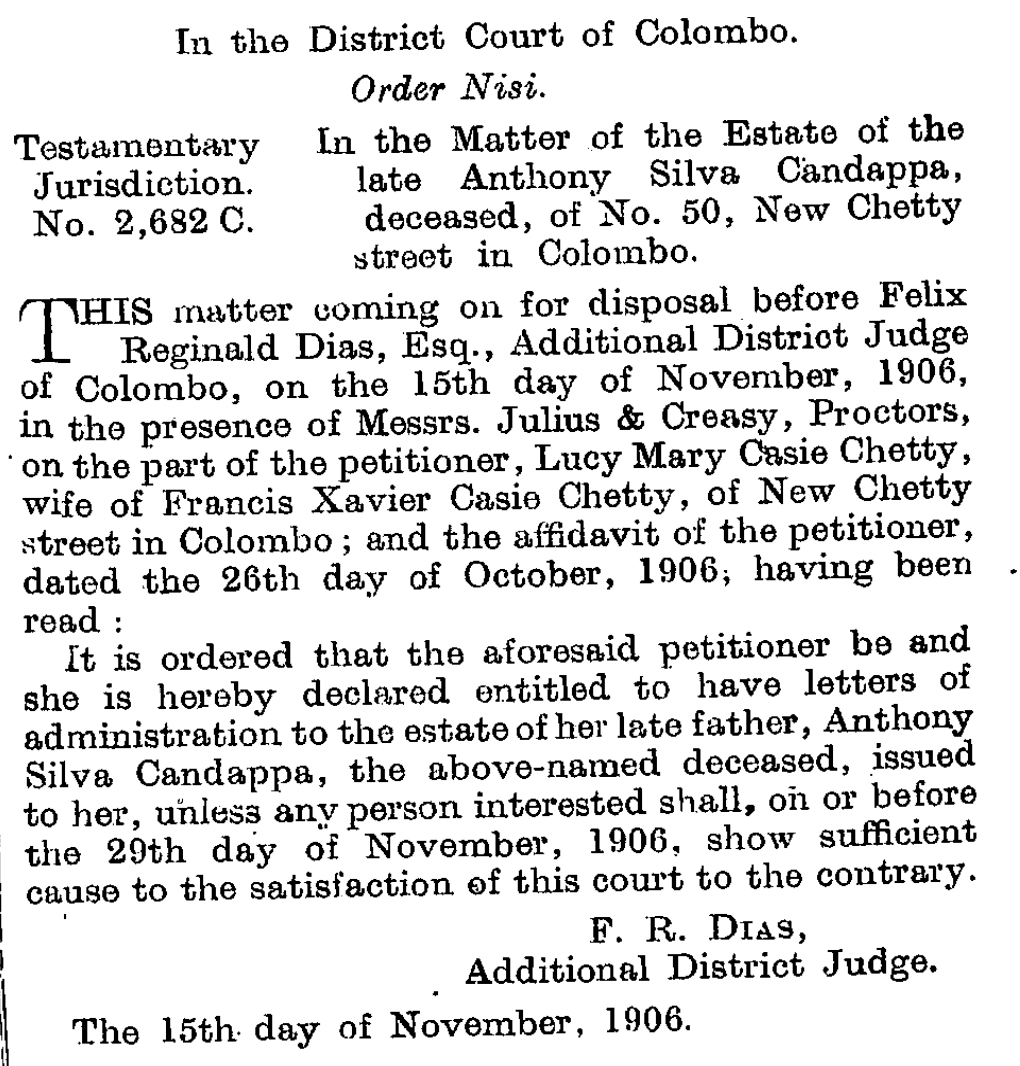 In the District Court of Colombo.
Order Nisi.
Testamentary
Jurisdiction.
No. 2,682 C.
In the Matter of the Estate of the
late Anthony Silva Candappa,
deceased, of No. 50, New Chetty
street in Colombo.
THIS matter coming on for disposal before Felix
Reginald Dias, Esq., Additional District Judge
of Colombo, on the 15th day of November, 1906,
in the presence of Messrs. Julius & Creasy, Proctors,
on the part of the petitioner, Lucy Mary Casie Chetty,
wife of Francis Xavier Casie Chetty, of New Chetty
street in Colombo; and the affidavit of the petitioner,
dated the 26th day of October, 1906, having been
read :
It is ordered that the aforesaid petitioner be and
she is hereby declared entitled to have letters of
administration to the estate of her late father, Anthony
Silva Candappa, the above-named deceased, issued
to her, unless any person interested shall, on or before
the 29th day of November, 1906, show sufficient
cause to the satisfaction of this court to the contrary.
F. R. DIAS,
Additional District Judge.
The 15th day of November, 1906.